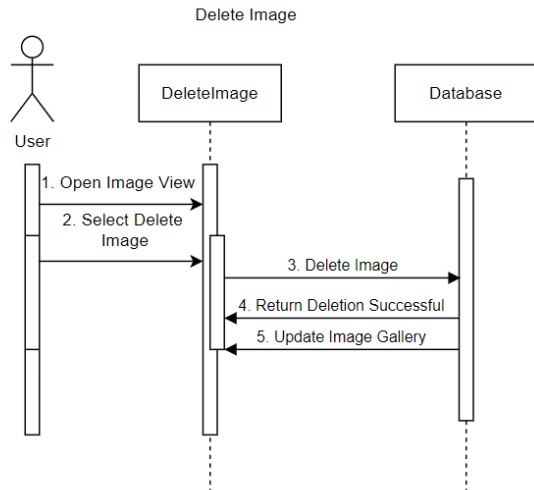 Delete Image
DeleteImage
Database
User
1. Open Image View
2. Select Delete
Image
3. Delete Image
4. Return Deletion Successful
5. Update Image Gallery